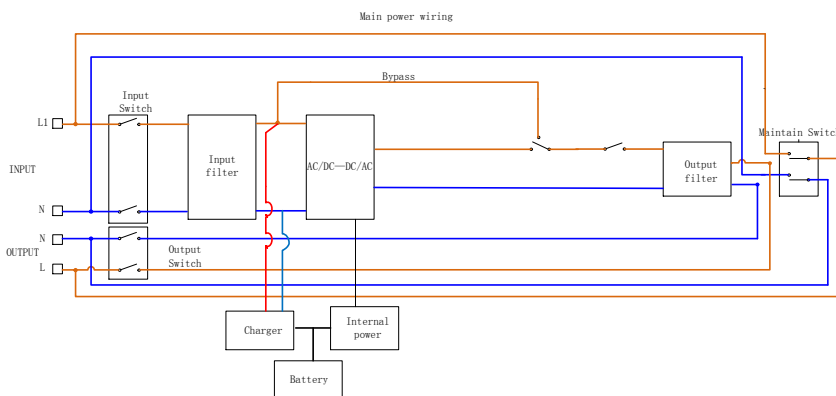 Main power wiring
Bypass
Input
Switch
L1
Maintain Switch
Input
filter
AC/DC—DC/AC
Output
filter
INPUT
N
N
OUTPUT
Output
Switch
L
Charger
Internal
power
Battery